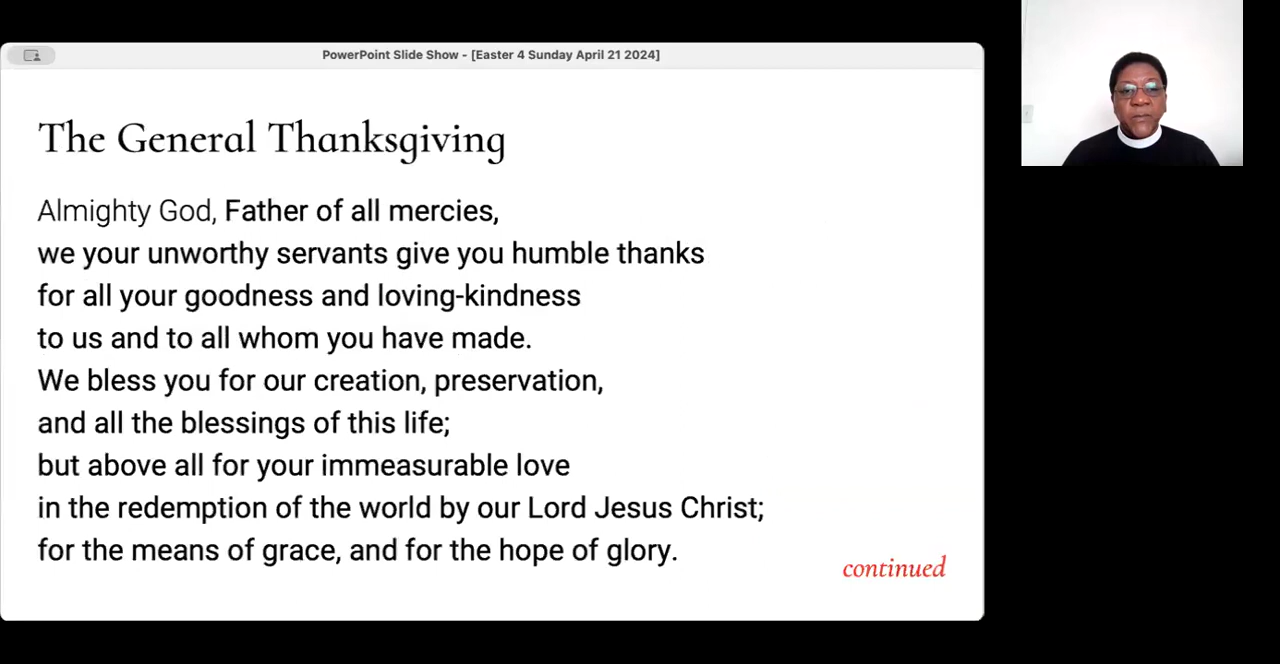 PowerPoint Slide Show - [Easter 4 Sunday April 21 2024]
The General Thanksgiving
Almighty God, Father of all mercies,
we your unworthy servants give you humble thanks
for all your goodness and loving-kindness
to us and to all whom you have made.
We bless you for our creation, preservation,
and all the blessings of this life;
but above all for your immeasurable love
in the redemption of the world by our Lord Jesus Christ;
for the means of grace, and for the hope of glory.
continued